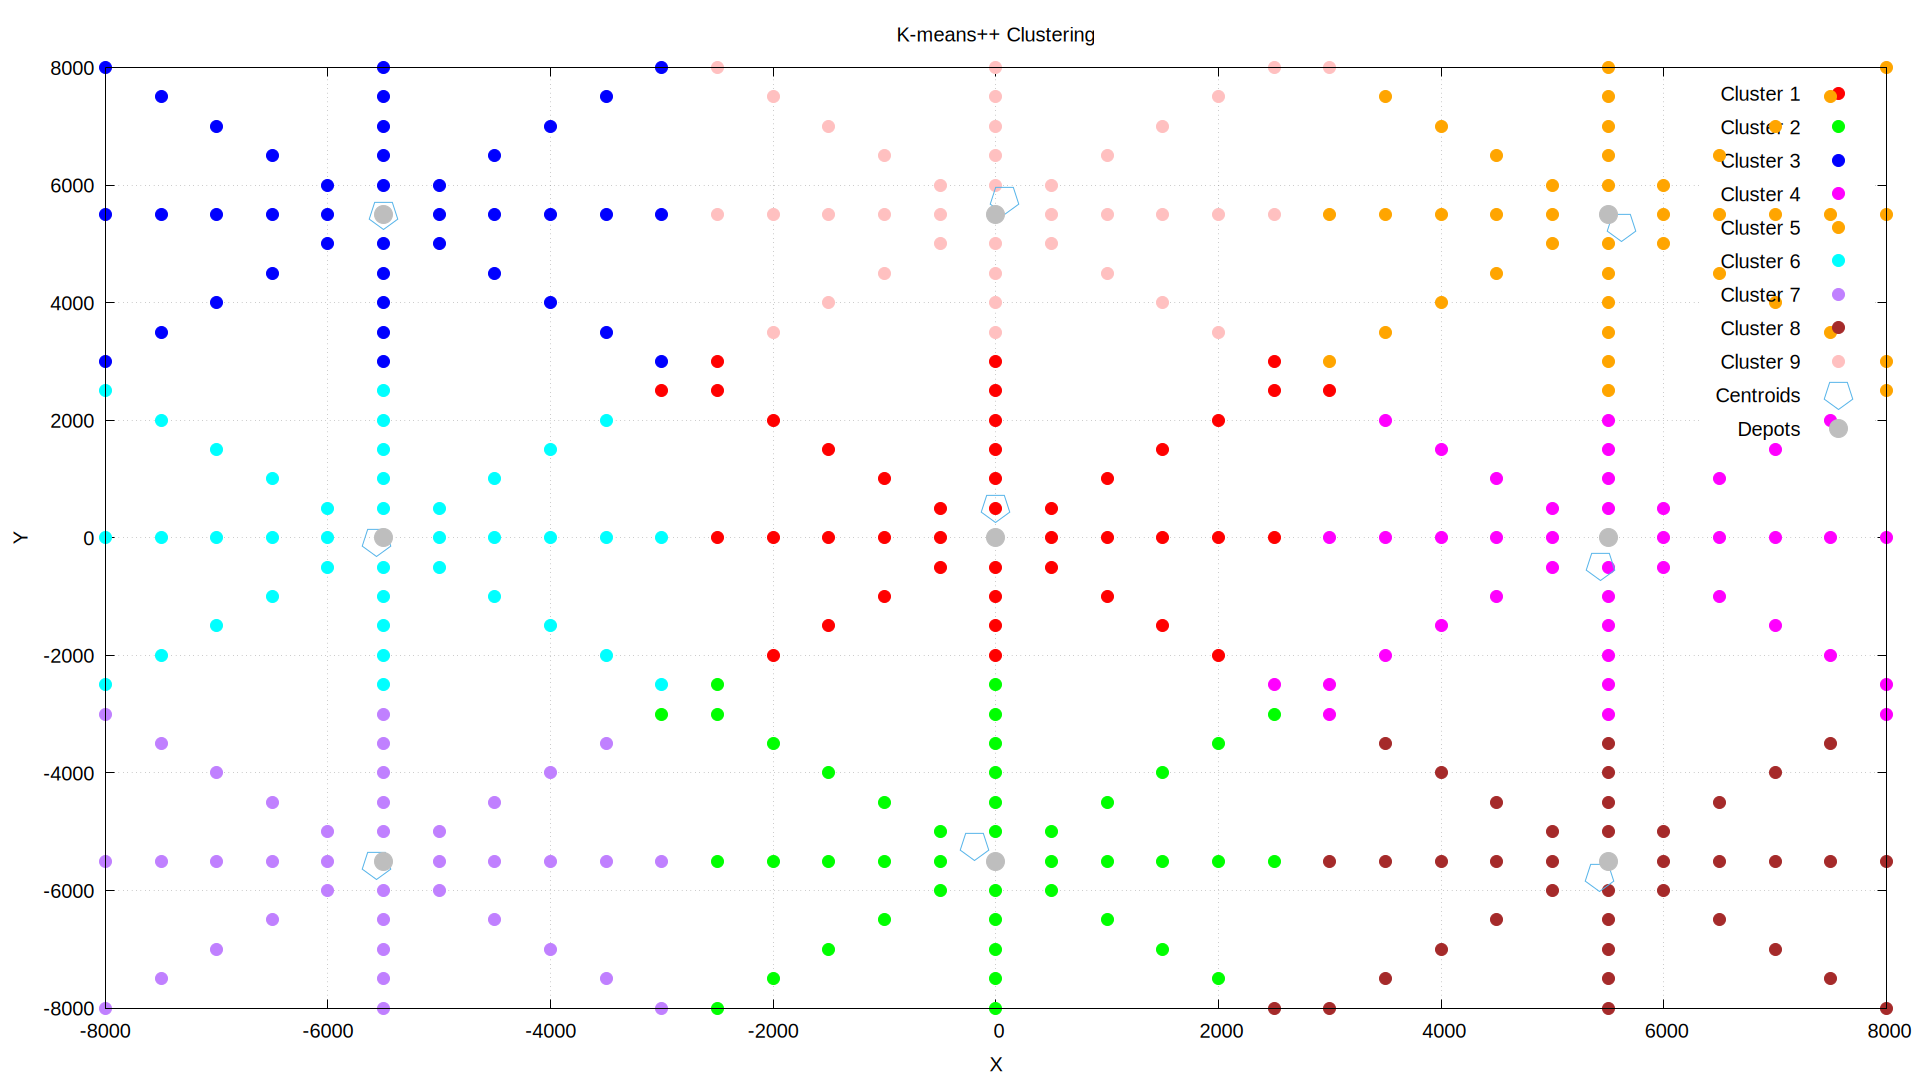 K-means++ Clustering
8000
6000
4000
2000
0
-2000
-4000
-6000
-8000
Y
Cluster 1
Cluster 2
Cluster 3
Cluster 4
Cluster 5
Cluster 6
Cluster 7
Cluster 8
Cluster 9
Centroids
Depots
-8000 -6000 -4000 -2000 0 2000 4000 6000 8000
X